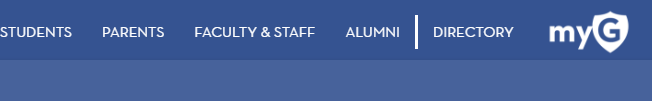 STUDENTS PARENTS FACULTY & STAFF ALUMNI DIRECTORY myG